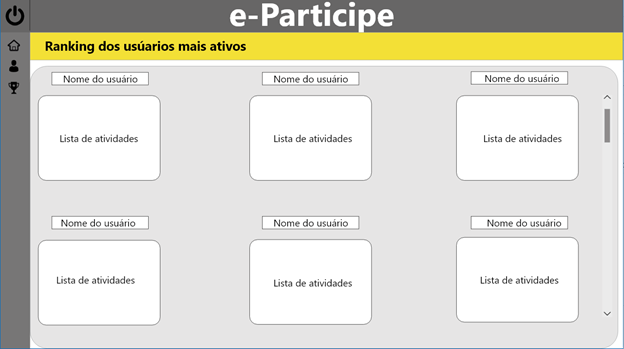 e-Participe
Ranking dos usúarios mais ativos
Nome do usuário
Nome do usuário
Nome do usuário
Lista de atividades
Lista de atividades
Lista de atividades
Nome do usuário
Nome do usuário
Nome do usuário
Lista de atividades
Lista de atividades
Lista de atividades